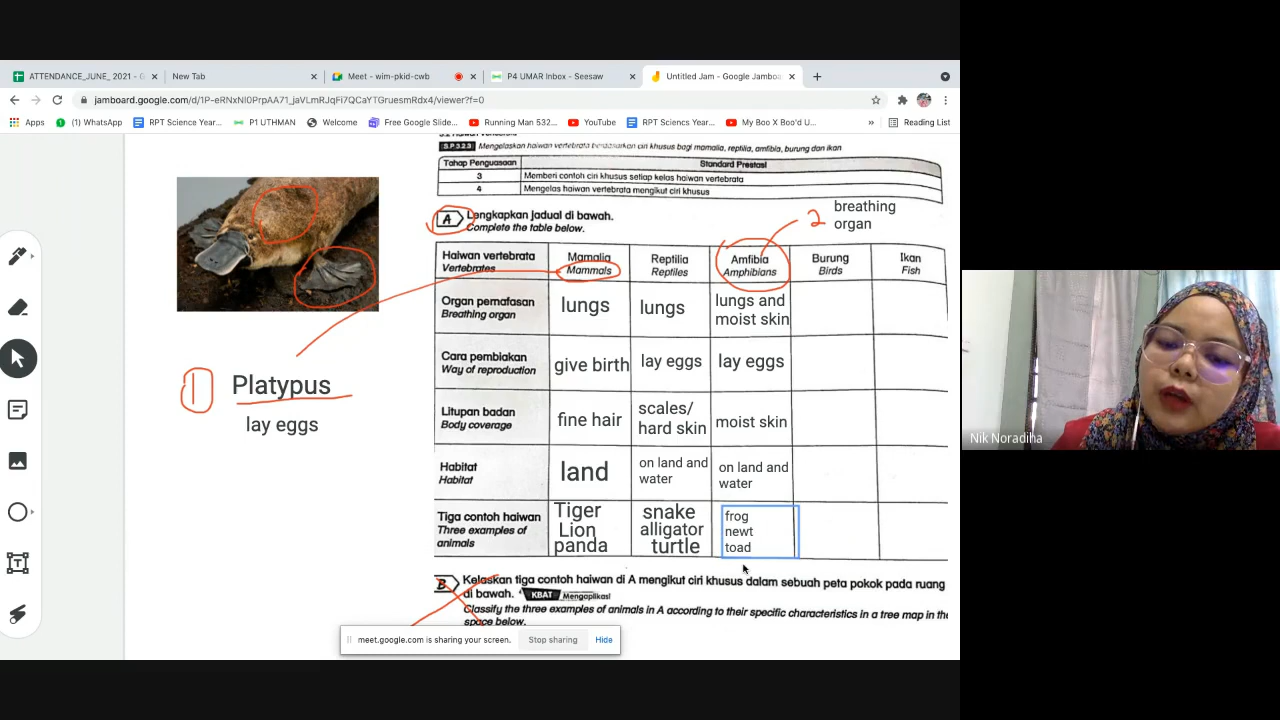 ATTENDANCE_JUNE_ 2021 - G
New Tab
Meet - wim-pkid-cwb
P4 UMAR Inbox - Seesaw
Untitled Jam - Google Jamboa
jamboard.google.com/d/1P-eRNxNl0PrpAA71_jaVLmRJqFi7QCaYTGruesmRdx4/viewer?f=0
Apps
(1) WhatsApp
RPT Science Year...
P1 UTHMAN
Welcome
Free Google Slide...
Running Man 532...
YouTube
RPT Sciencs Year...
My Boo X Boo'd U...
»
Reading List
S.P.3.2.3 Mengelaskan haiwan vertebrata berdasarkan ciri khusus bagi mamalia, reptilia, amfibia, burung dan ikan
Tahap Penguasaan Standard Prestasi
3 Memberi contoh ciri khusus setiap kelas haiwan vertebrata
4 Mengelas haiwan vertebrata mengikut ciri khusus
A Lengkapkan jadual di bawah.
Complete the table below.
2 breathing
organ
Haiwan vertebrata Mamalia Reptilia Amfibia Burung Ikan
Vertebrates Mammals Reptiles Amphibians Birds Fish
Organ pernafasan lungs lungs lungs and
Breathing organ moist skin
Cara pembiakan give birth lay eggs lay eggs
Way of reproduction
Litupan badan fine hair scales/ moist skin
Body coverage hard skin
Habitat land on land and on land and
Habitat water water
Tiga contoh haiwan Tiger snake frog
Three examples of Lion alligator newt
animals panda turtle toad
1 Platypus
lay eggs
B Kelaskan tiga contoh haiwan di A mengikut ciri khusus dalam sebuah peta pokok pada ruang
di bawah. KBAT Mengaplikasi
Classify the three examples of animals in A according to their specific characteristics in a tree map in the
space below.
meet.google.com is sharing your screen. Stop sharing Hide
Nik Noradiha